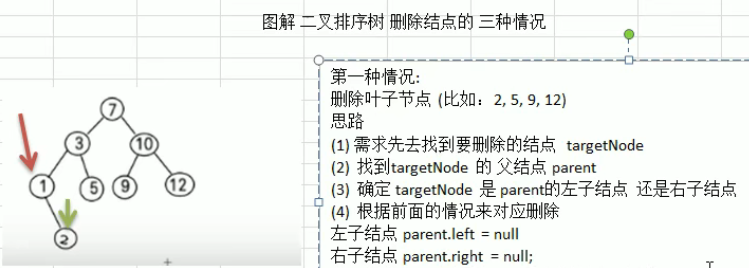 图解 二叉排序树 删除结点的 三种情况
第一种情况:
删除叶子节点 (比如：2, 5, 9, 12)
思路
(1) 需求先去找到要删除的结点 targetNode
(2) 找到targetNode 的 父结点 parent
(3) 确定 targetNode 是 parent的左子结点 还是右子结点
(4) 根据前面的情况来对应删除
左子结点 parent.left = null
右子结点 parent.right = null;
7
3 10
1 5 9 12
2